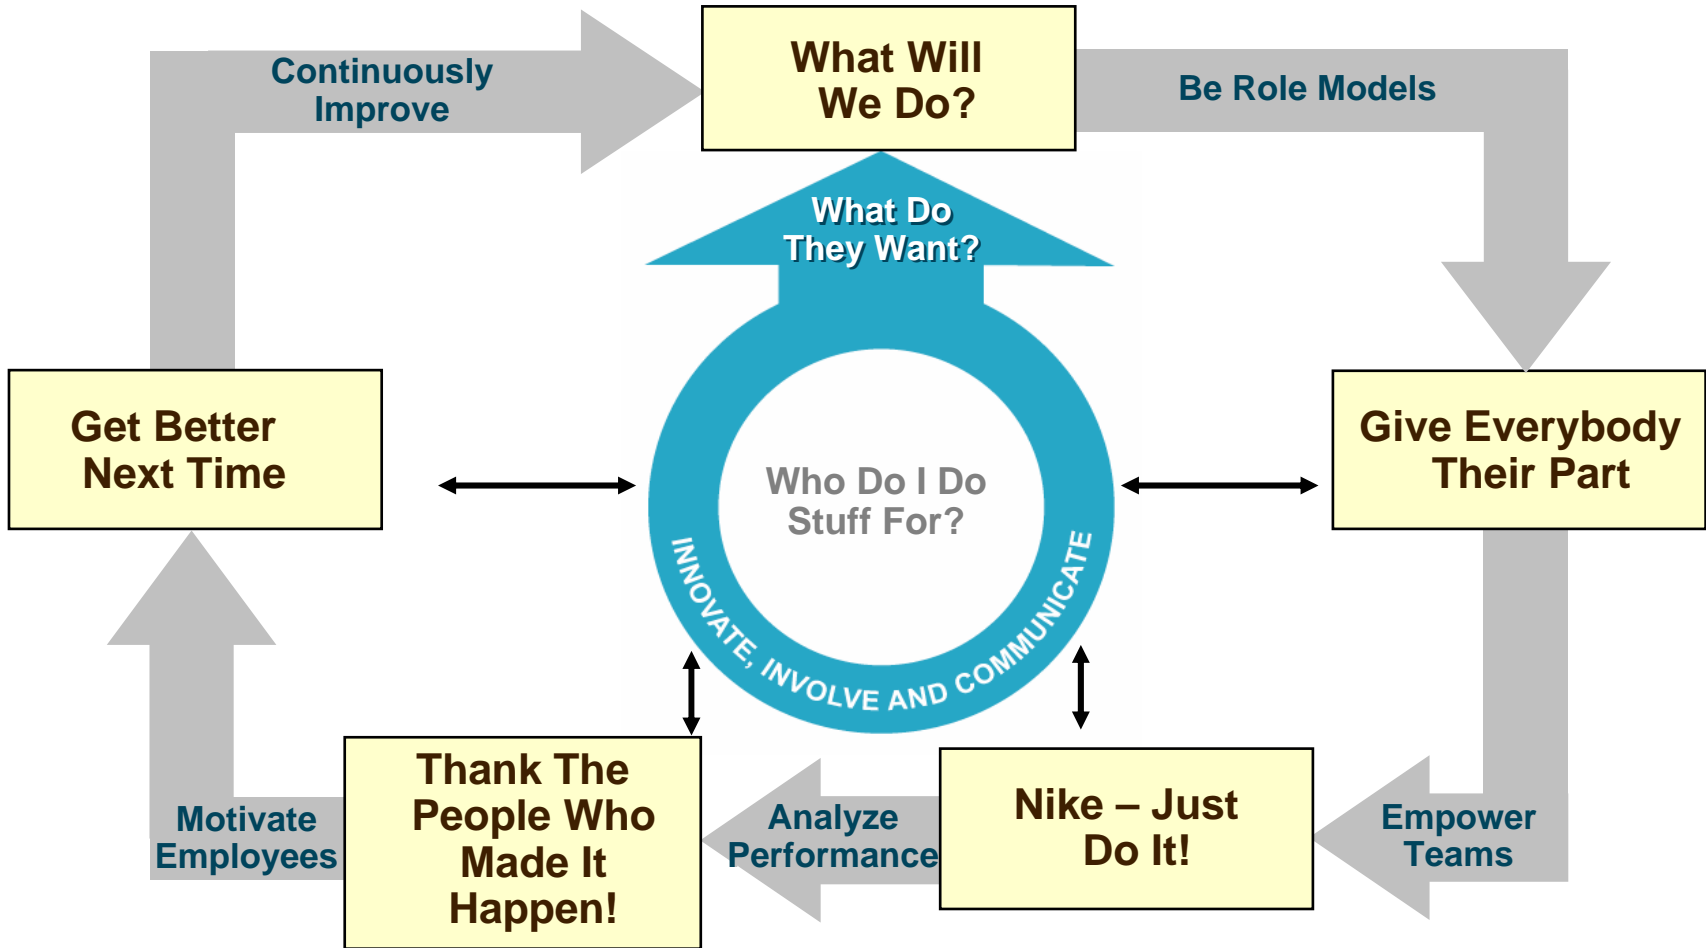 What Will
We Do?
Continuously
Improve
Be Role Models
What Do
They Want?
Get Better
Next Time
Who Do I Do
Stuff For?
Give Everybody
Their Part
INNOVATE, INVOLVE AND COMMUNICATE
Thank The
People Who
Made It
Happen!
Nike – Just
Do It!
Motivate
Employees
Analyze
Performance
Empower
Teams